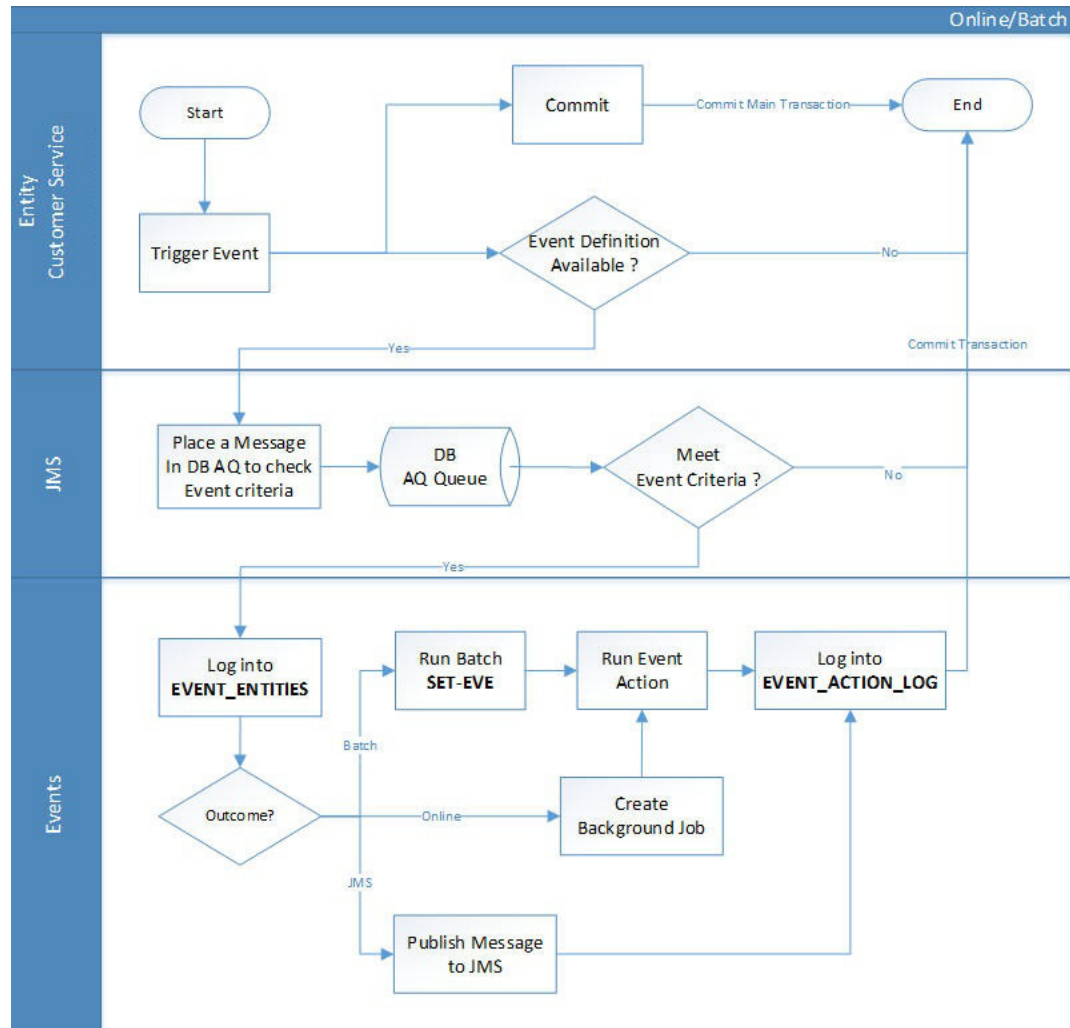 Online/Batch
Entity
Customer Service
Start
Commit
Commit Main Transaction
End
Trigger Event
Event Definition
Available ?
No
Yes
Commit Transaction
JMS
Place a Message
In DB AQ to check
Event criteria
DB
AQ Queue
Meet
Event Criteria ?
No
Yes
Events
Log into
EVENT_ENTITIES
Run Batch
SET-EVE
Run Event
Action
Log into
EVENT_ACTION_LOG
Batch
Outcome?
Online
Create
Background Job
JMS
Publish Message
to JMS